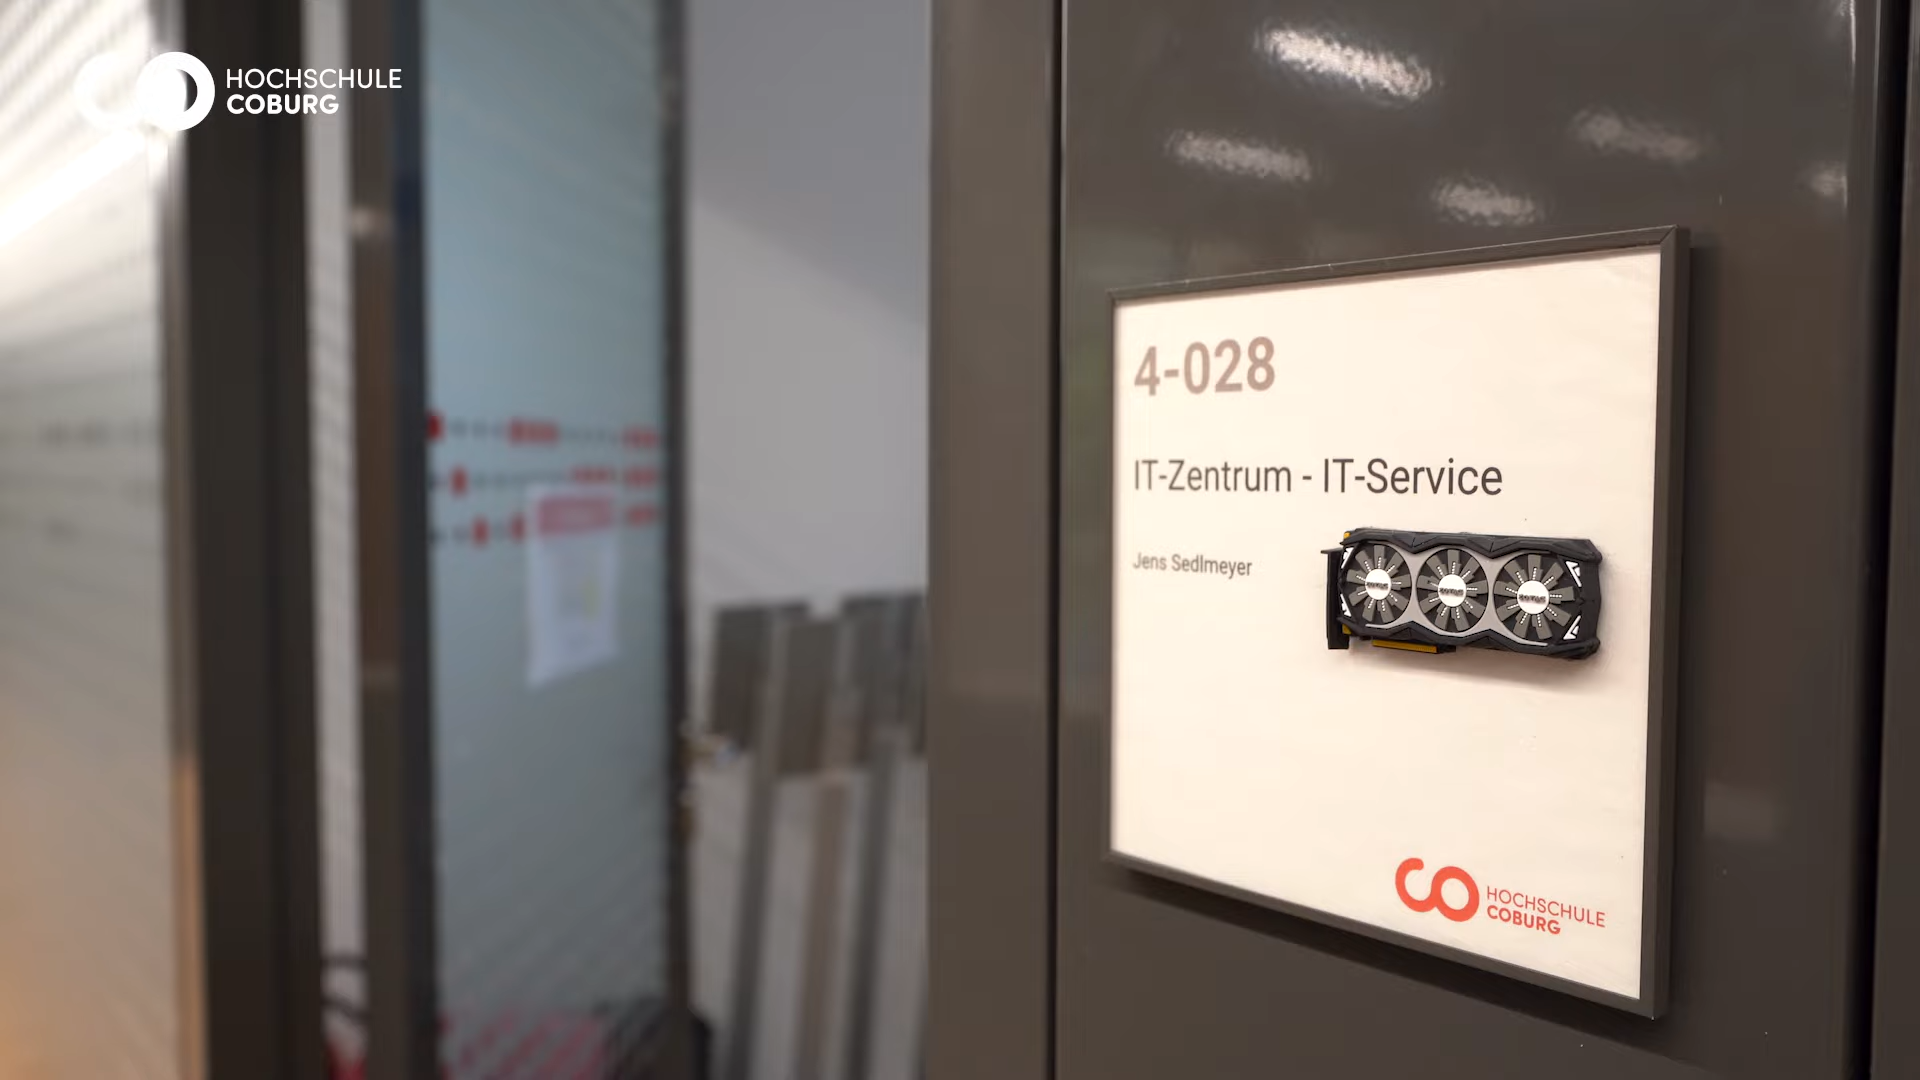 HOCHSCHULE
COBURG
4-028
IT-Zentrum - IT-Service
Jens Sedlmeyer
HOCHSCHULE
COBURG